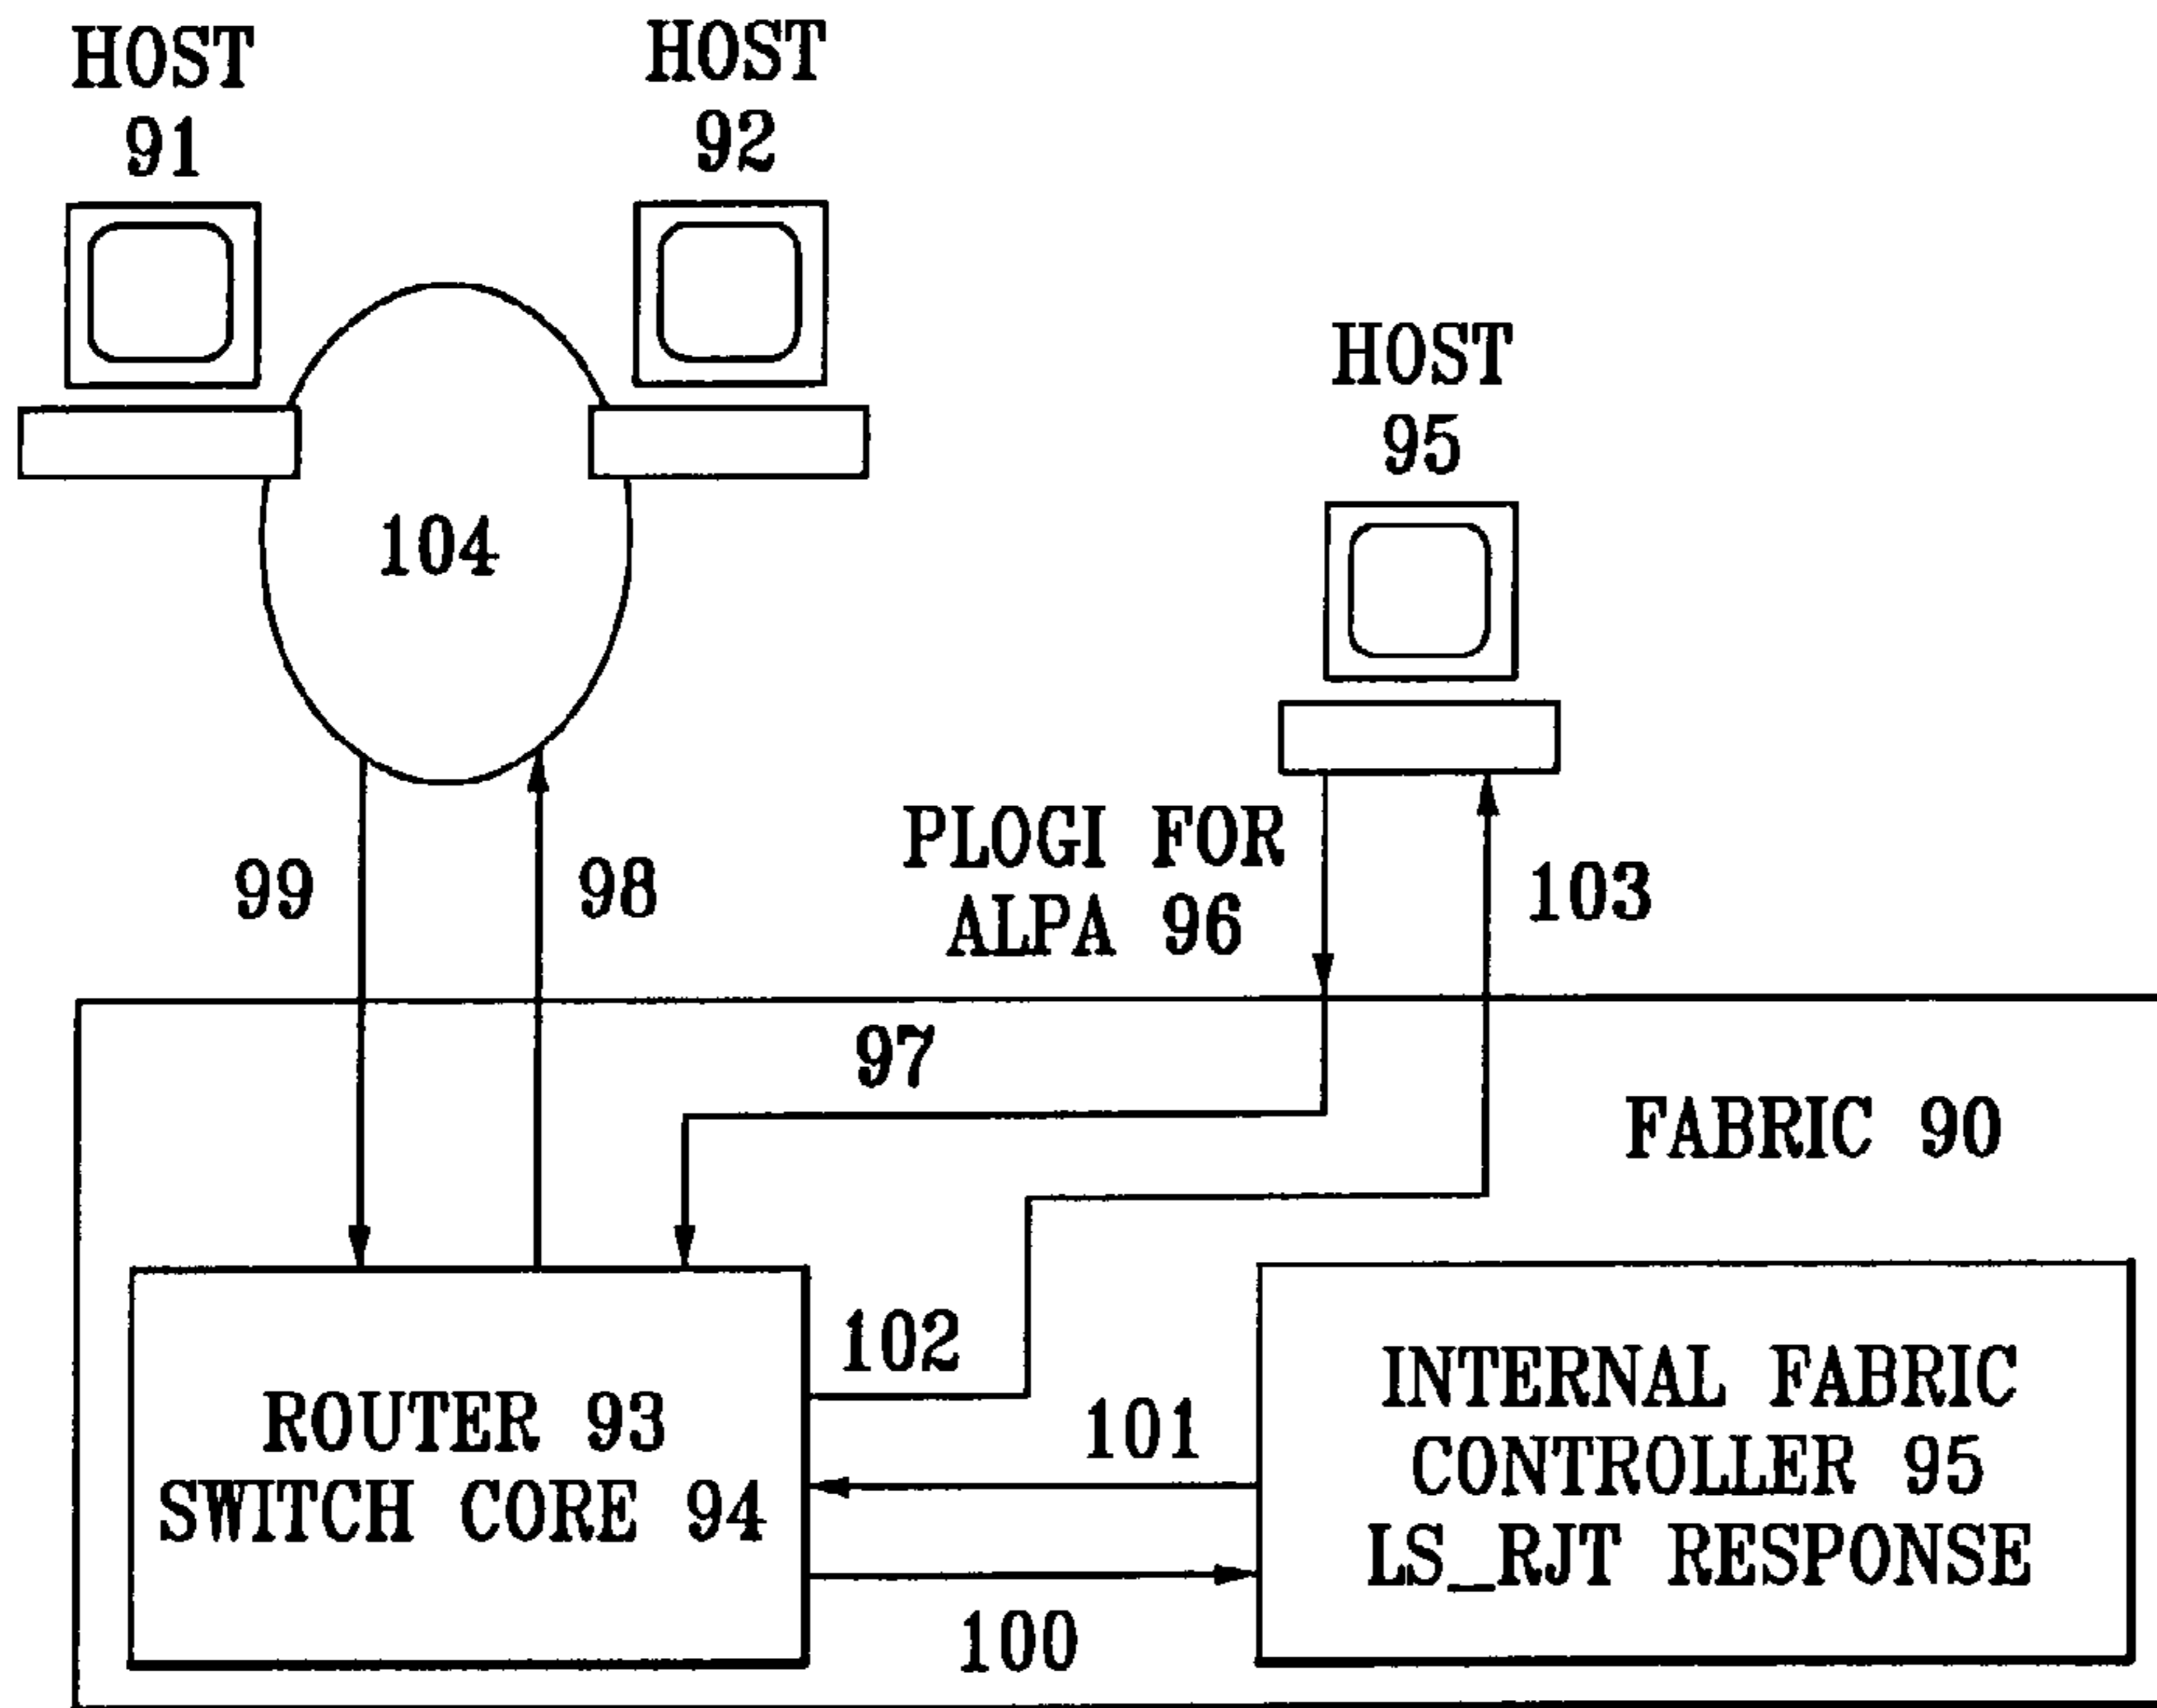 HOST
91
HOST
92
HOST
95
104
99
98
PLOGI FOR
ALPA 96
103
97
FABRIC 90
102
101
100
ROUTER 93
SWITCH CORE 94
INTERNAL FABRIC
CONTROLLER 95
LS_RJT RESPONSE